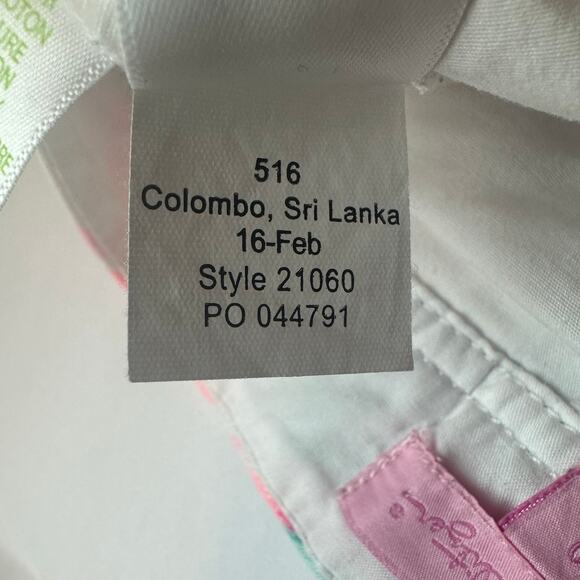 516
Colombo, Sri Lanka
16-Feb
Style 21060
PO 044791